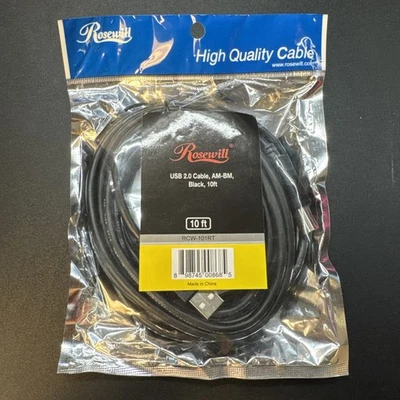 Rosewill
High Quality Cable
www.rosewill.com
Rosewill
USB 2.0 Cable, AM-BM,
Black, 10ft
10 ft
RCW-101RT
8 98745 00868 5
Made in China